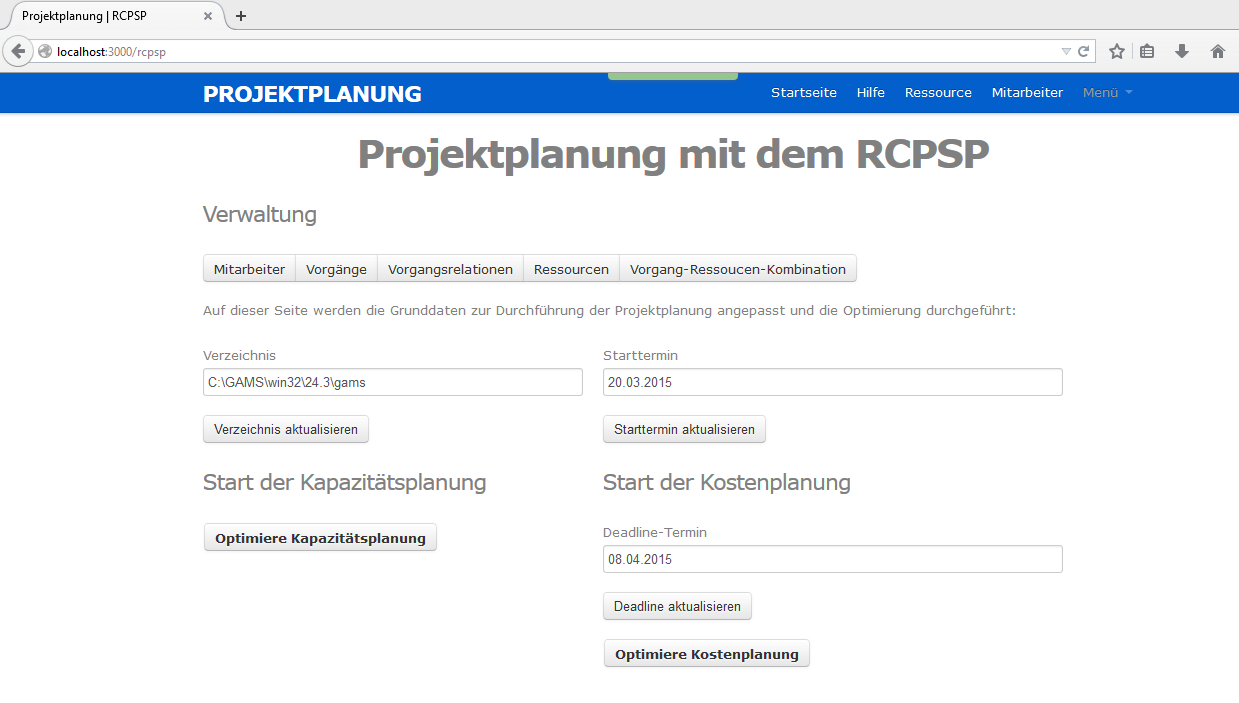 Projektplanung | RCPSP
localhost:3000/rcpsp
PROJEKTPLANUNG
Startseite Hilfe Ressource Mitarbeiter Menü
Projektplanung mit dem RCPSP
Verwaltung
Mitarbeiter Vorgänge Vorgangsrelationen Ressourcen Vorgang-Ressoucen-Kombination
Auf dieser Seite werden die Grunddaten zur Durchführung der Projektplanung angepasst und die Optimierung durchgeführt:
Verzeichnis Starttermin
C:\GAMS\win32\24.3\gams 20.03.2015
Verzeichnis aktualisieren Starttermin aktualisieren
Start der Kapazitätsplanung Start der Kostenplanung
Optimiere Kapazitätsplanung
Deadline-Termin
08.04.2015
Deadline aktualisieren
Optimiere Kostenplanung